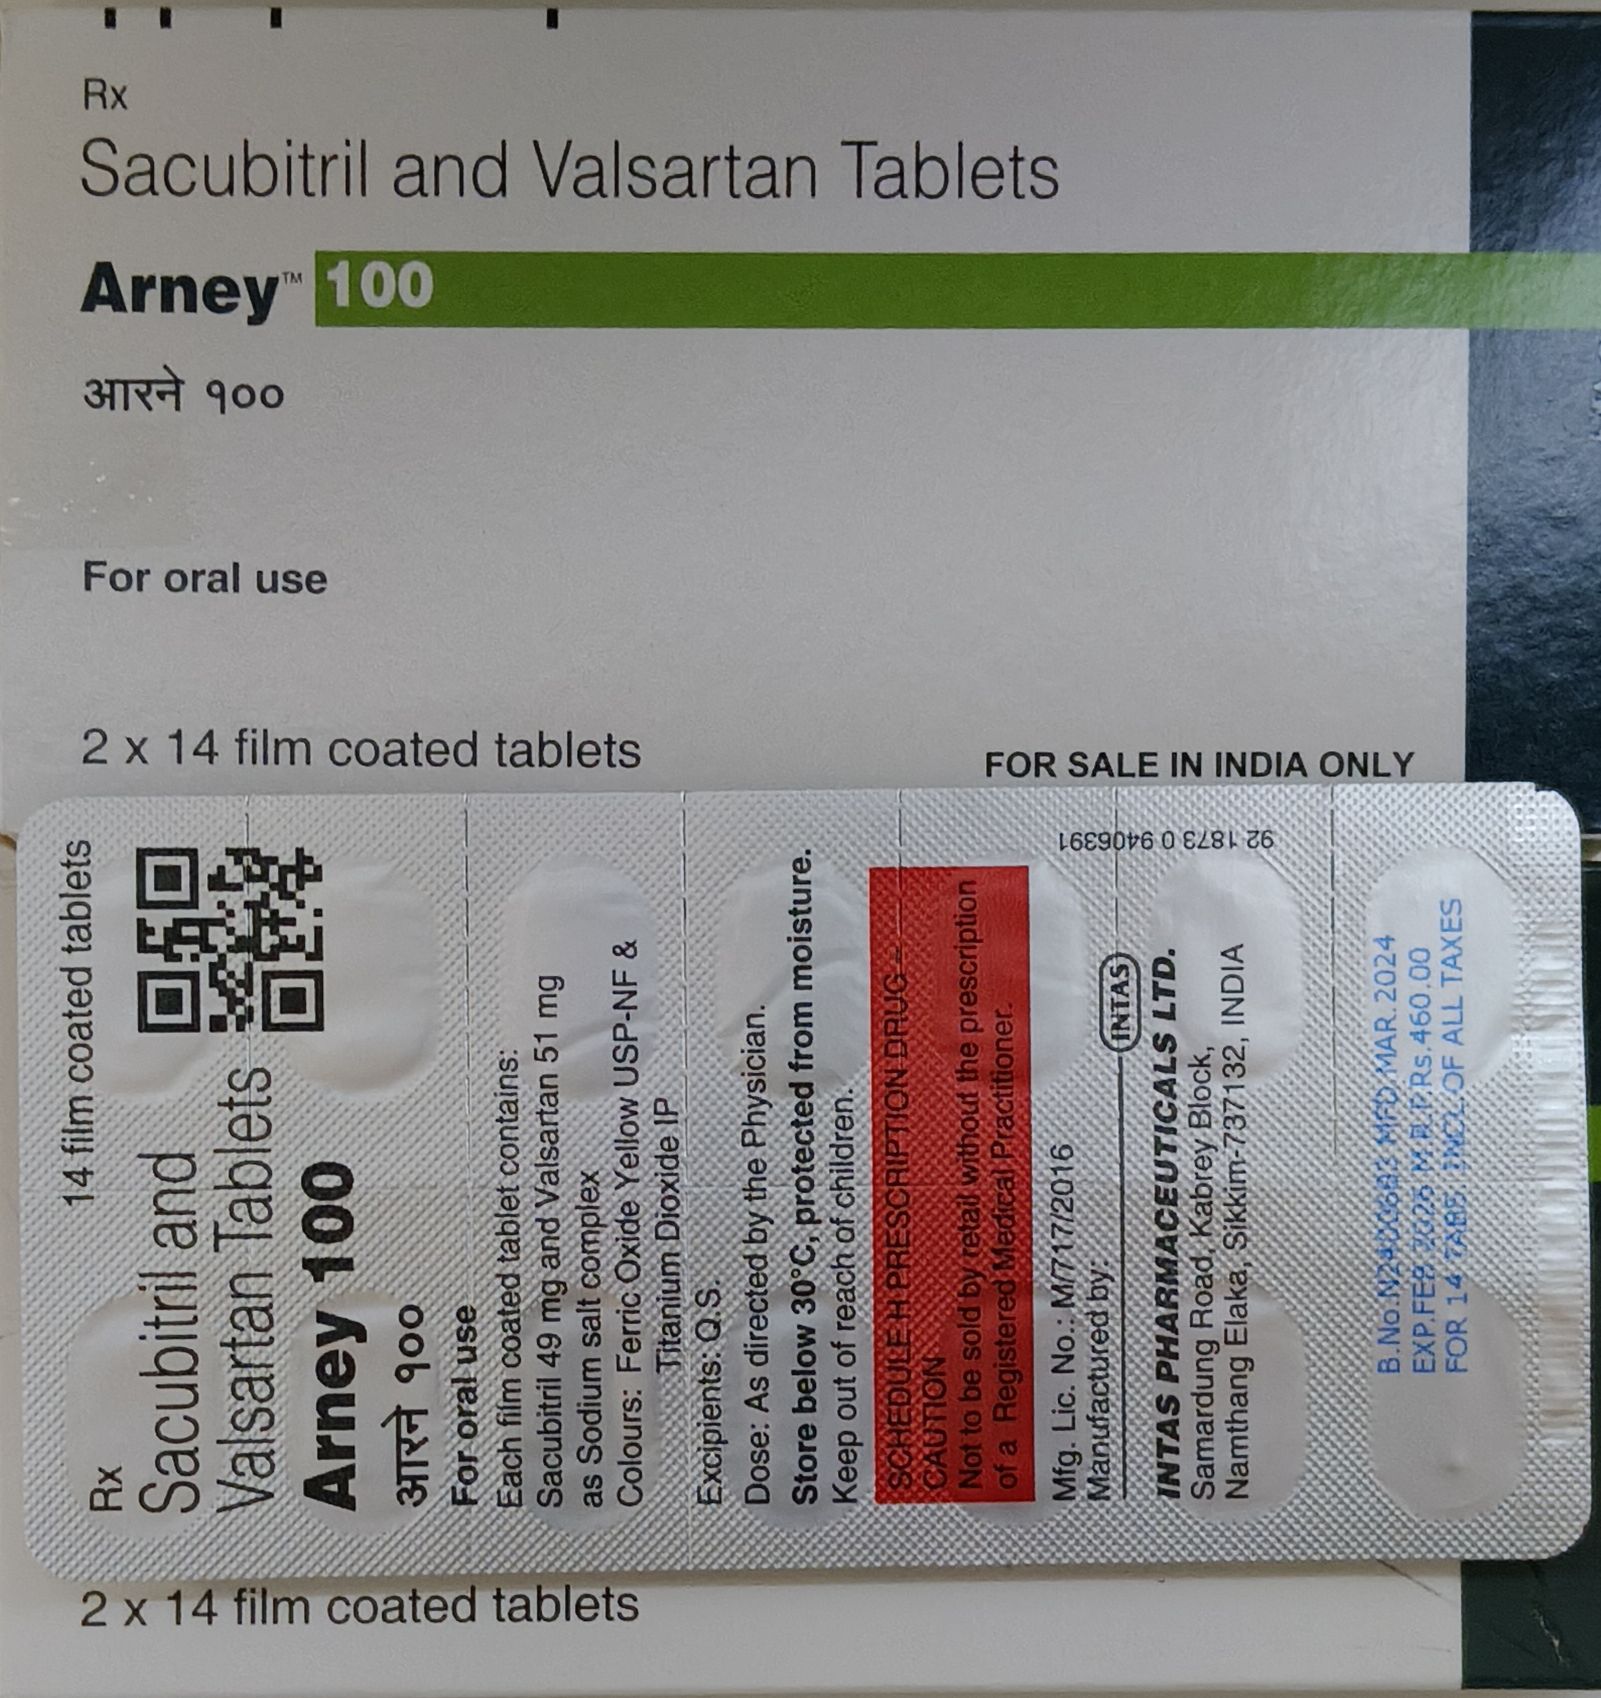 Rx
Sacubitril and Valsartan Tablets
Arney™ 100
आरने १००
For oral use
2 x 14 film coated tablets
FOR SALE IN INDIA ONLY
14 film coated tablets
Rx
Sacubitril and
Valsartan Tablets
Arney 100
आरने १००
For oral use
Each film coated tablet contains:
Sacubitril 49 mg and Valsartan 51 mg
as Sodium salt complex
Colours: Ferric Oxide Yellow USP-NF &
Titanium Dioxide IP
Excipients: Q.S.
Dose: As directed by the Physician.
Store below 30°C, protected from moisture.
Keep out of reach of children.
SCHEDULE H PRESCRIPTION DRUG –
CAUTION
Not to be sold by retail without the prescription
of a Registered Medical Practitioner.
Mfg. Lic. No.: M/717/2016
Manufactured by:
INTAS
INTAS PHARMACEUTICALS LTD.
Samardung Road, Kabrey Block,
Namthang Elaka, Sikkim-737132, INDIA
92 1873 0 9406391
B.No.N2400683 MFD.MAR.2024
EXP.FEB. M.R.P.Rs.460.00
FOR 14 TABS. INCL.OF ALL TAXES
2 x 14 film coated tablets